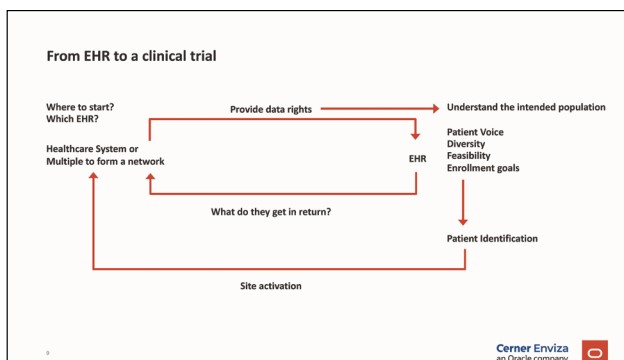 From EHR to a clinical trial
Where to start?
Which EHR?
Provide data rights
Understand the intended population
Healthcare System or
Multiple to form a network
EHR
Patient Voice
Diversity
Feasibility
Enrollment goals
What do they get in return?
Patient Identification
Site activation
Cerner Enviza
an Oracle company